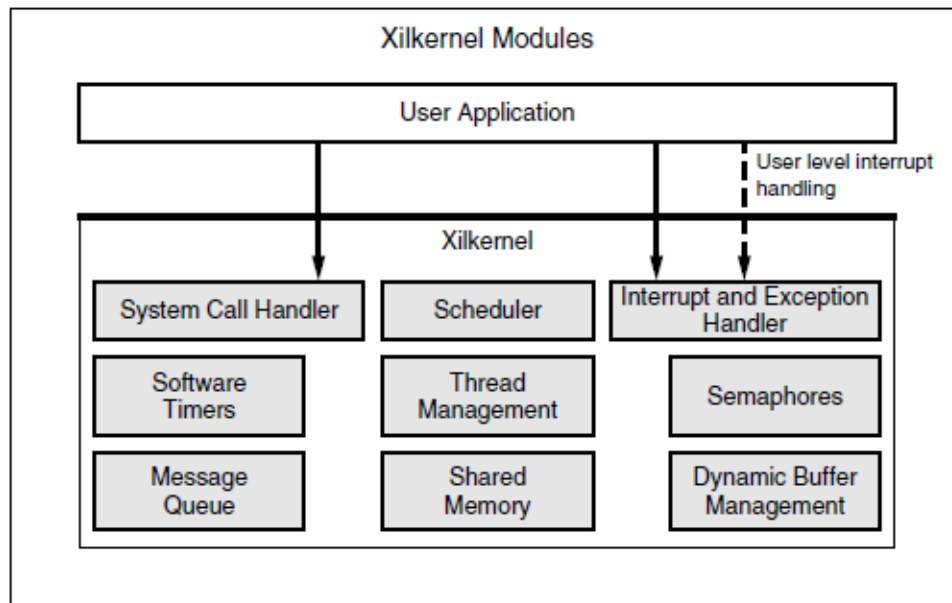 Xilkernel Modules
User Application
User level interrupt
handling
Xilkernel
System Call Handler
Scheduler
Interrupt and Exception
Handler
Software
Timers
Thread
Management
Semaphores
Message
Queue
Shared
Memory
Dynamic Buffer
Management